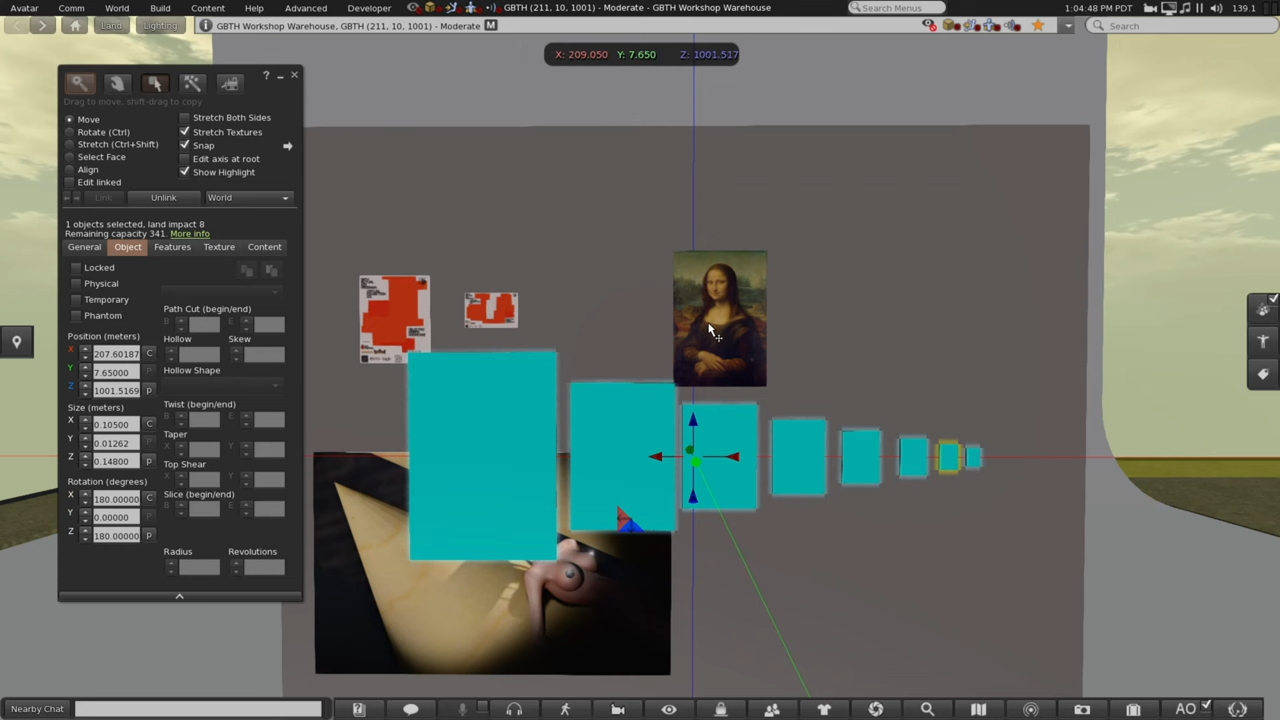 Avatar Comm World Build Content Help Advanced Developer GBTH (211, 10, 1001) - Moderate - GBTH Workshop Warehouse Search Menus 1:04:48 PM PDT 139.1
Land Lighting GBTH Workshop Warehouse, GBTH (211, 10, 1001) - Moderate M Search
X: 209.050 Y: 7.650 Z: 1001.517
?
Drag to move, shift-drag to copy
Move
Rotate (Ctrl)
Stretch (Ctrl+Shift)
Select Face
Align
Edit linked
Stretch Both Sides
Stretch Textures
Snap
Edit axis at root
Show Highlight
Link Unlink World
1 objects selected, land impact 8
Remaining capacity 341. More info
General Object Features Texture Content
Locked
Physical
Temporary
Phantom
Position (meters)
X 207.60187 C
Y 7.65000 P
Z 1001.5169 p
Size (meters)
X 0.10500 C
Y 0.01262 P
Z 0.14800 p
Rotation (degrees)
X 180.00000 C
Y 0.00000 P
Z 180.00000 p
Path Cut (begin/end)
B E
Hollow Skew
Hollow Shape
Twist (begin/end)
B E
Taper
X Y
Top Shear
X Y
Slice (begin/end)
B E
Radius Revolutions
Nearby Chat AO